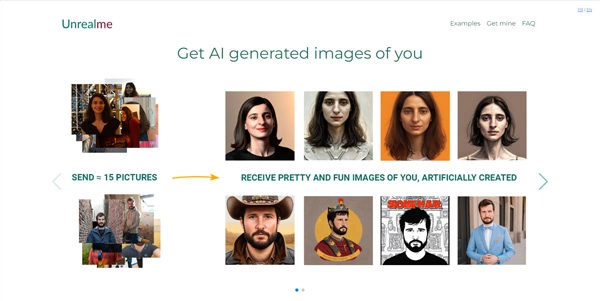 Unrealme
Examples Get mine FAQ
Get AI generated images of you
SEND ≈ 15 PICTURES
RECEIVE PRETTY AND FUN IMAGES OF YOU, ARTIFICIALLY CREATED